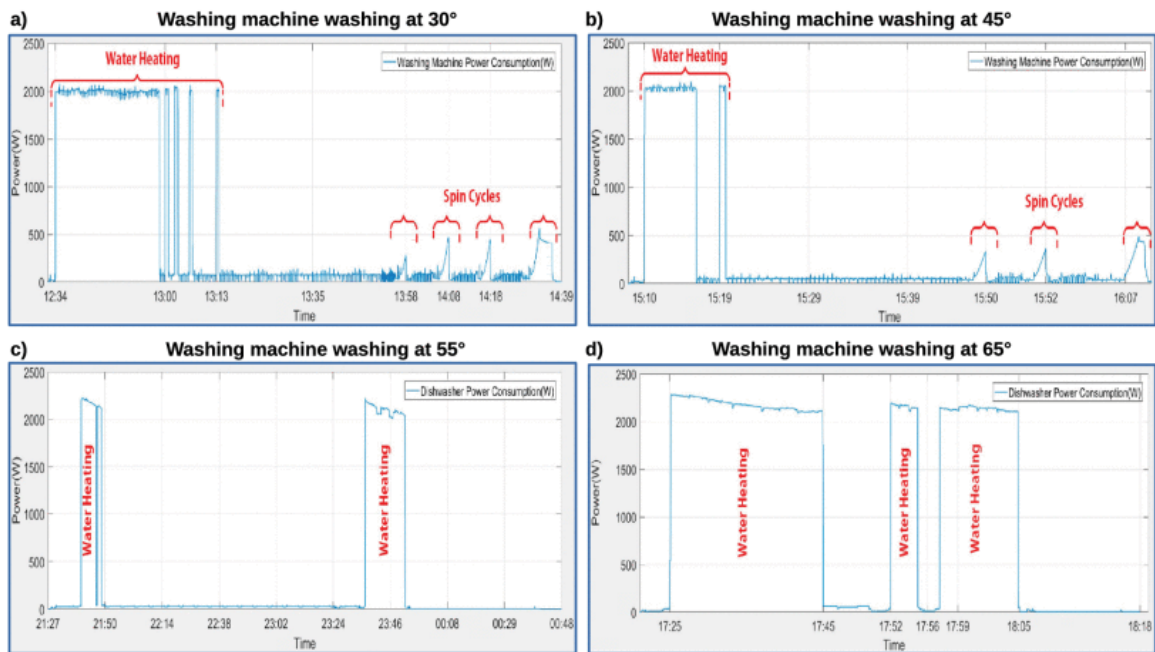 a) Washing machine washing at 30°
2500
2000
1500
1000
500
0
Power(W)
Water Heating
Washing Machine Power Consumption(W)
Spin Cycles
12:34 13:00 13:13 13:35 13:58 14:08 14:18 14:39
Time
b) Washing machine washing at 45°
2500
2000
1500
1000
500
0
Power(W)
Water Heating
Washing Machine Power Consumption(W)
Spin Cycles
15:10 15:19 15:29 15:39 15:50 15:52 16:07
Time
c) Washing machine washing at 55°
2500
2000
1500
1000
500
0
Power(W)
Dishwasher Power Consumption(W)
Water Heating
Water Heating
21:27 21:50 22:14 22:38 23:02 23:24 23:46 00:08 00:29 00:48
Time
d) Washing machine washing at 65°
2500
2000
1500
1000
500
0
Power(W)
Dishwasher Power Consumption(W)
Water Heating
Water Heating
Water Heating
17:25 17:45 17:52 17:56 17:59 18:05 18:18
Time